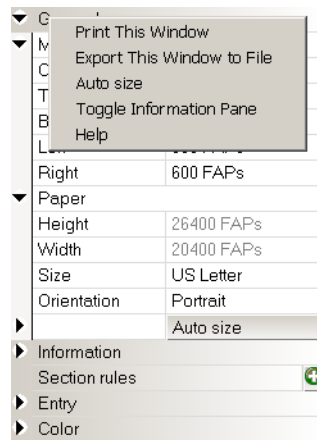 Print This Window
Export This Window to File
Auto size
Toggle Information Pane
Help
Right 600 FAPs
Paper
Height 26400 FAPs
Width 20400 FAPs
Size US Letter
Orientation Portrait
Auto size
Information
Section rules
Entry
Color